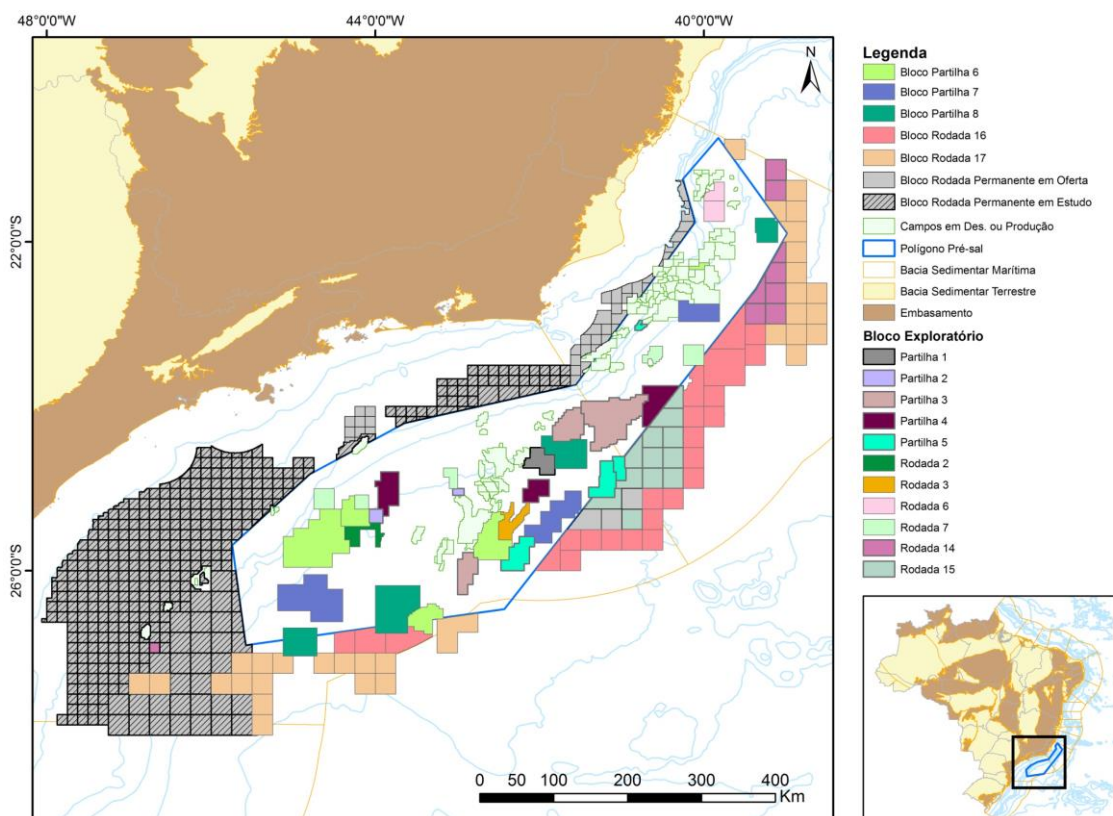 48°0'0"W
44°0'0"W
40°0'0"W
22°0'0"S
26°0'0"S
N
0 50 100 200 300 400
Km
Legenda
Bloco Partilha 6
Bloco Partilha 7
Bloco Partilha 8
Bloco Rodada 16
Bloco Rodada 17
Bloco Rodada Permanente em Oferta
Bloco Rodada Permanente em Estudo
Campos em Des. ou Produção
Polígono Pré-sal
Bacia Sedimentar Marítima
Bacia Sedimentar Terrestre
Embasamento
Bloco Exploratório
Partilha 1
Partilha 2
Partilha 3
Partilha 4
Partilha 5
Rodada 2
Rodada 3
Rodada 6
Rodada 7
Rodada 14
Rodada 15